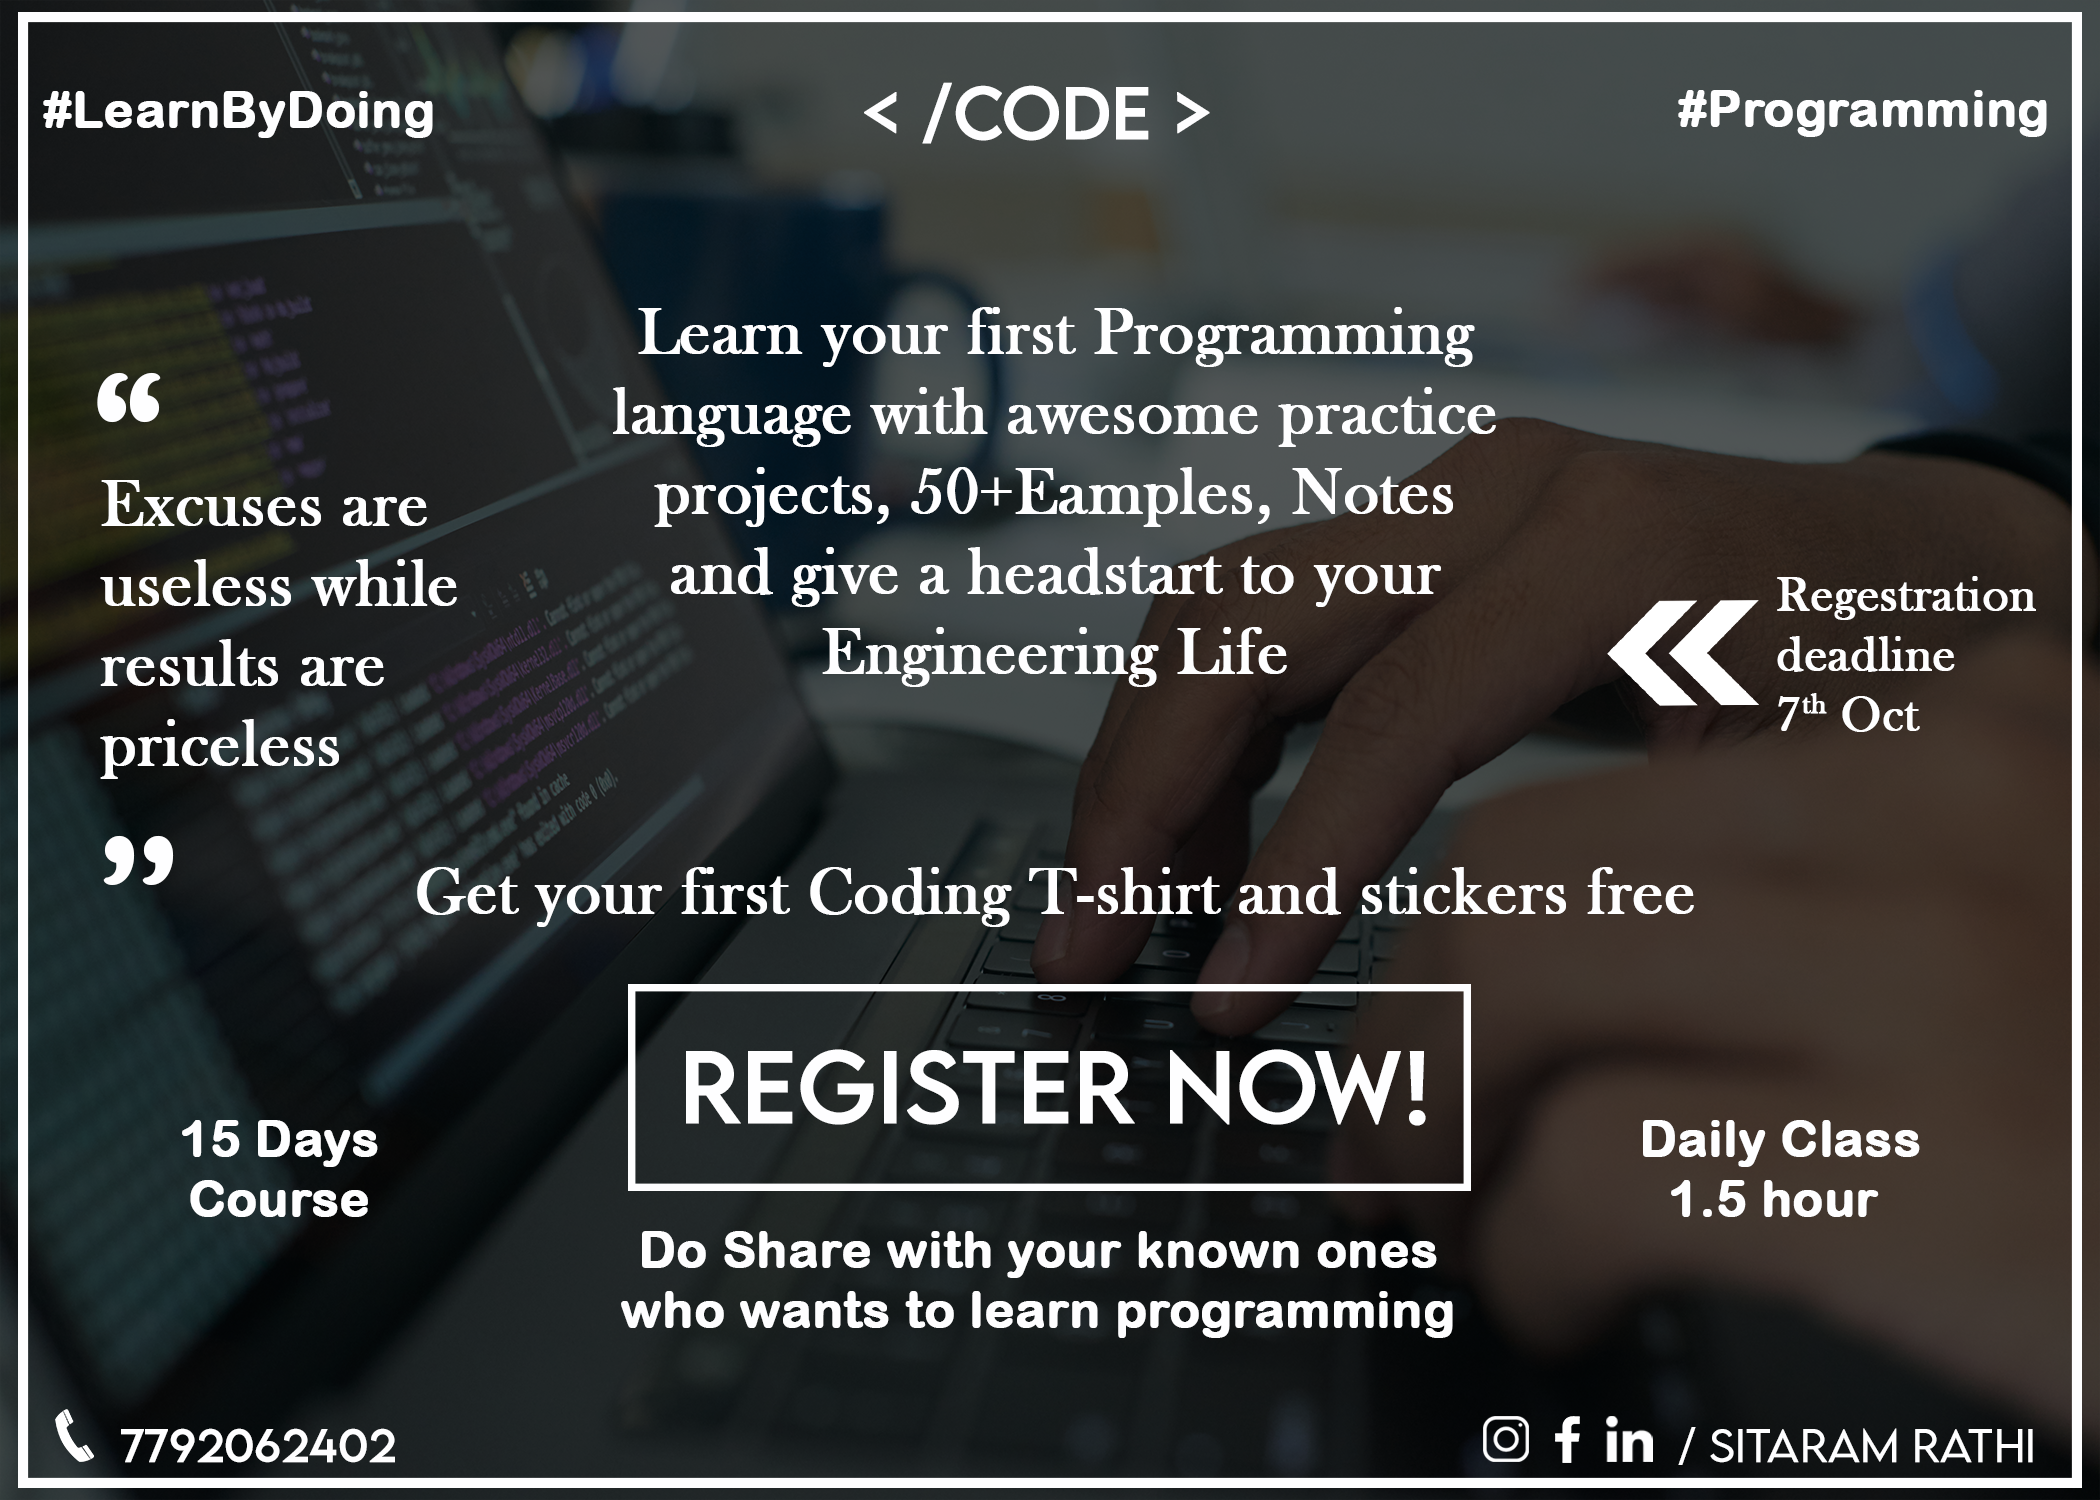 #LearnByDoing
< /CODE >
#Programming
Learn your first Programming
language with awesome practice
projects, 50+Eamples, Notes
and give a headstart to your
Engineering Life
“
Excuses are
useless while
results are
priceless
”
Regestration
deadline
7th Oct
Get your first Coding T-shirt and stickers free
REGISTER NOW!
15 Days
Course
Daily Class
1.5 hour
Do Share with your known ones
who wants to learn programming
7792062402
/ SITARAM RATHI